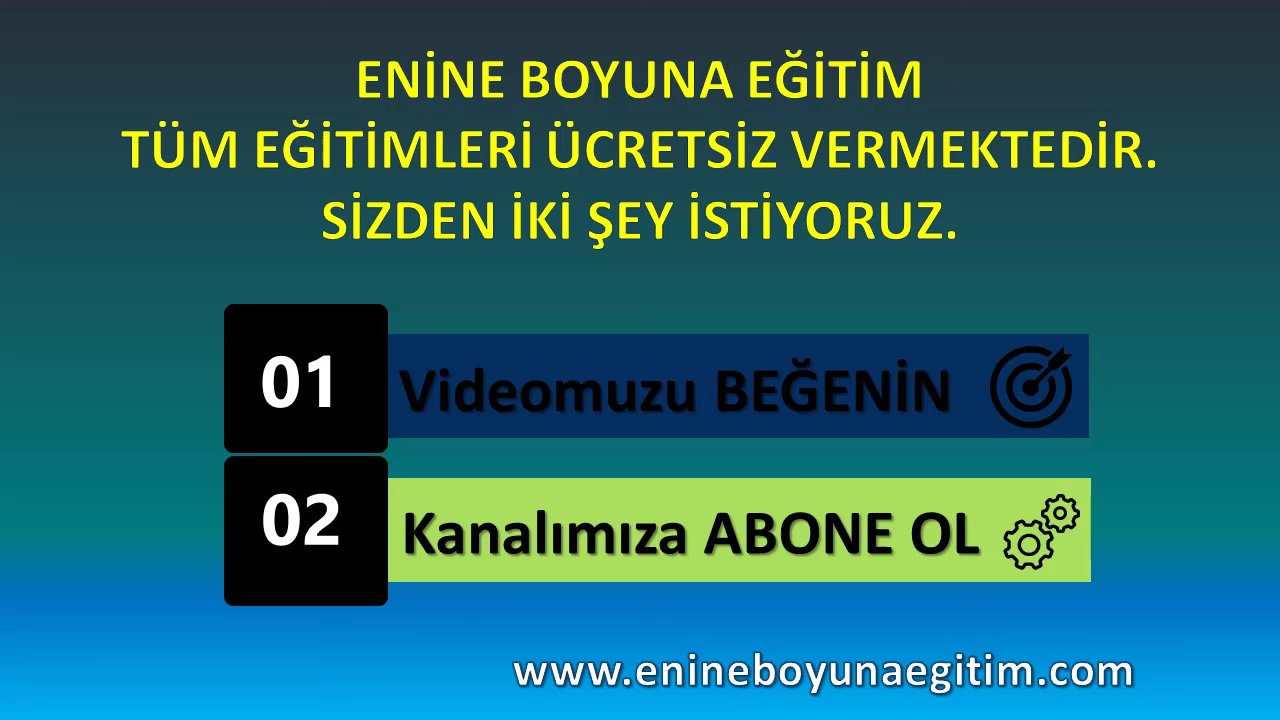 ENİNE BOYUNA EĞİTİM
TÜM EĞİTİMLERİ ÜCRETSİZ VERMEKTEDİR.
SİZDEN İKİ ŞEY İSTİYORUZ.
01 Videomuzu BEĞENİN
02 Kanalımıza ABONE OL
www.enineboyunaegitim.com